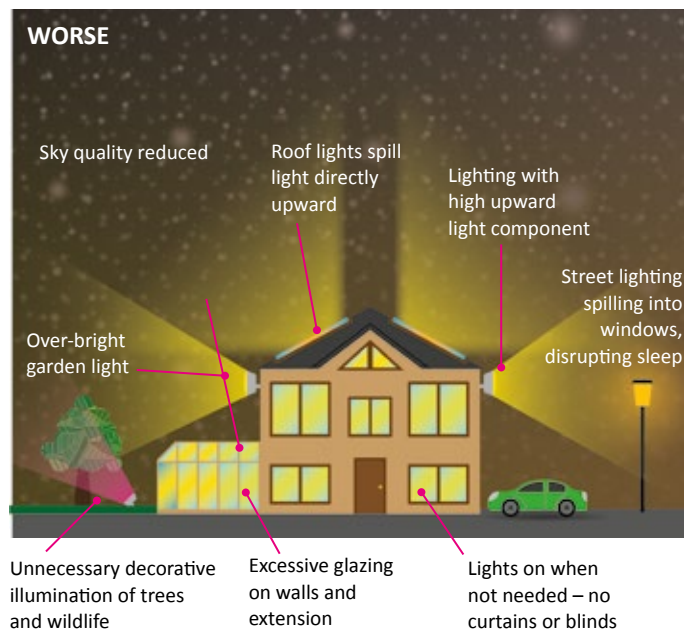 WORSE
Sky quality reduced
Roof lights spill
light directly
upward
Lighting with
high upward
light component
Street lighting
spilling into
windows,
disrupting sleep
Over-bright
garden light
Unnecessary decorative
illumination of trees
and wildlife
Excessive glazing
on walls and
extension
Lights on when
not needed – no
curtains or blinds